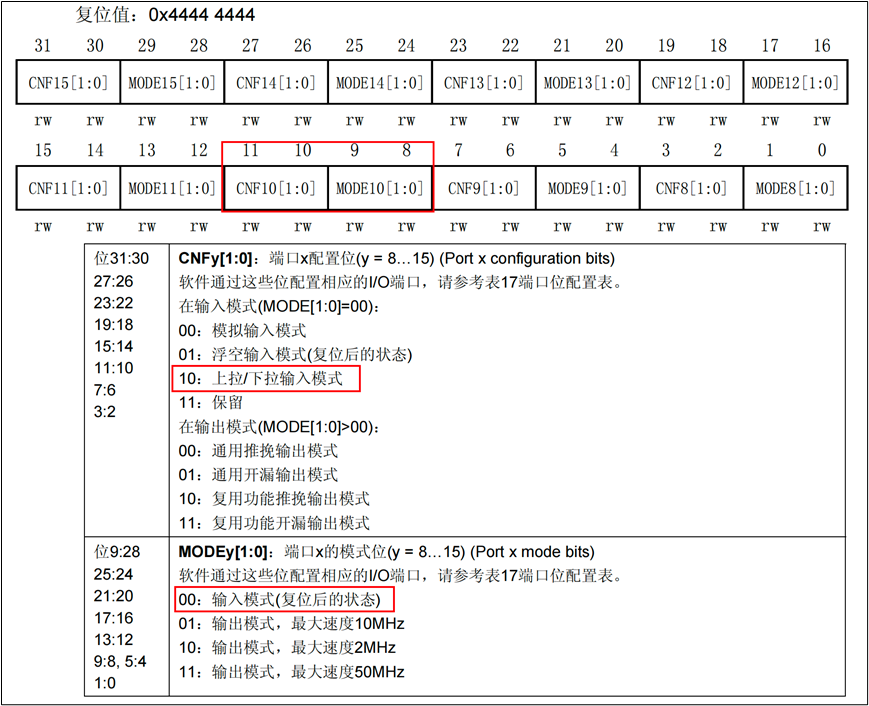 复位值：0x4444 4444
31 30 29 28 27 26 25 24 23 22 21 20 19 18 17 16
CNF15[1:0] MODE15[1:0] CNF14[1:0] MODE14[1:0] CNF13[1:0] MODE13[1:0] CNF12[1:0] MODE12[1:0]
rw rw rw rw rw rw rw rw rw rw rw rw rw rw rw rw
15 14 13 12 11 10 9 8 7 6 5 4 3 2 1 0
CNF11[1:0] MODE11[1:0] CNF10[1:0] MODE10[1:0] CNF9[1:0] MODE9[1:0] CNF8[1:0] MODE8[1:0]
rw rw rw rw rw rw rw rw rw rw rw rw rw rw rw rw
位31:30
27:26
23:22
19:18
15:14
11:10
7:6
3:2
CNFy[1:0]：端口x配置位(y = 8…15) (Port x configuration bits)
软件通过这些位配置相应的I/O端口，请参考表17端口位配置表。
在输入模式(MODE[1:0]=00)：
00：模拟输入模式
01：浮空输入模式(复位后的状态)
10：上拉/下拉输入模式
11：保留
在输出模式(MODE[1:0]>00)：
00：通用推挽输出模式
01：通用开漏输出模式
10：复用功能推挽输出模式
11：复用功能开漏输出模式
位9:28
25:24
21:20
17:16
13:12
9:8, 5:4
1:0
MODEy[1:0]：端口x的模式位(y = 8…15) (Port x mode bits)
软件通过这些位配置相应的I/O端口，请参考表17端口位配置表。
00：输入模式(复位后的状态)
01：输出模式，最大速度10MHz
10：输出模式，最大速度2MHz
11：输出模式，最大速度50MHz